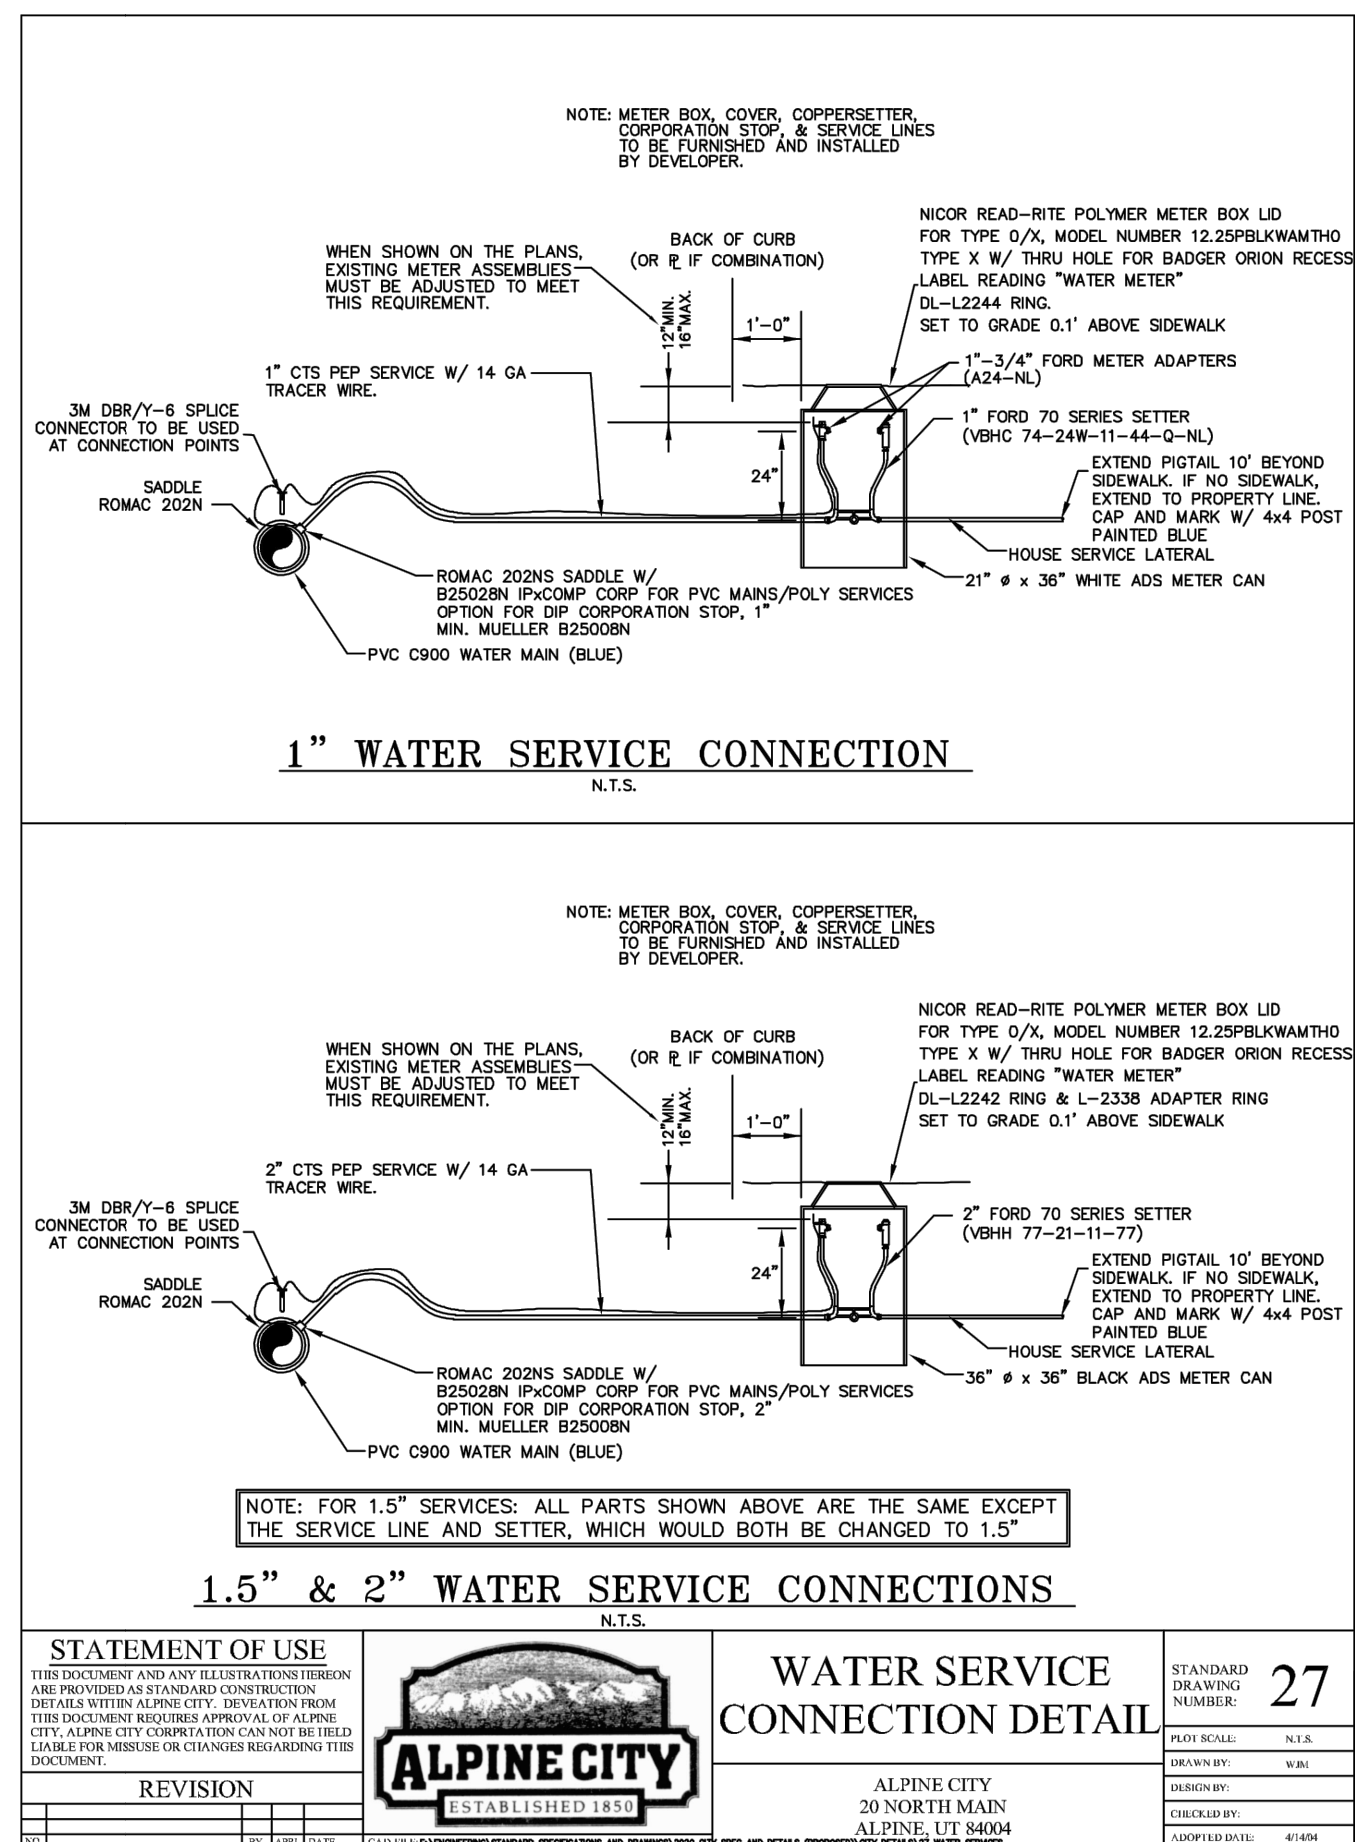 NOTE: METER BOX, COVER, COPPERSETTER,
CORPORATION STOP, & SERVICE LINES
TO BE FURNISHED AND INSTALLED
BY DEVELOPER.
NICOR READ-RITE POLYMER METER BOX LID
FOR TYPE O/X, MODEL NUMBER 12.25PBLKWAMTHO
TYPE X W/ THRU HOLE FOR BADGER ORION RECESS
LABEL READING "WATER METER"
DL-L2244 RING.
SET TO GRADE 0.1' ABOVE SIDEWALK
BACK OF CURB
(OR ⅊ IF COMBINATION)
WHEN SHOWN ON THE PLANS,
EXISTING METER ASSEMBLIES
MUST BE ADJUSTED TO MEET
THIS REQUIREMENT.
12"MIN.
16"MAX.
1'-0"
1"-3/4" FORD METER ADAPTERS
(A24-NL)
1" CTS PEP SERVICE W/ 14 GA
TRACER WIRE.
3M DBR/Y-6 SPLICE
CONNECTOR TO BE USED
AT CONNECTION POINTS
1" FORD 70 SERIES SETTER
(VBHC 74-24W-11-44-Q-NL)
24"
EXTEND PIGTAIL 10' BEYOND
SIDEWALK. IF NO SIDEWALK,
EXTEND TO PROPERTY LINE.
CAP AND MARK W/ 4x4 POST
PAINTED BLUE
SADDLE
ROMAC 202N
HOUSE SERVICE LATERAL
21" ø x 36" WHITE ADS METER CAN
ROMAC 202NS SADDLE W/
B25028N IPxCOMP CORP FOR PVC MAINS/POLY SERVICES
OPTION FOR DIP CORPORATION STOP, 1"
MIN. MUELLER B25008N
PVC C900 WATER MAIN (BLUE)
1" WATER SERVICE CONNECTION
N.T.S.
NOTE: METER BOX, COVER, COPPERSETTER,
CORPORATION STOP, & SERVICE LINES
TO BE FURNISHED AND INSTALLED
BY DEVELOPER.
NICOR READ-RITE POLYMER METER BOX LID
FOR TYPE O/X, MODEL NUMBER 12.25PBLKWAMTHO
TYPE X W/ THRU HOLE FOR BADGER ORION RECESS
LABEL READING "WATER METER"
DL-L2242 RING & L-2338 ADAPTER RING
SET TO GRADE 0.1' ABOVE SIDEWALK
BACK OF CURB
(OR ⅊ IF COMBINATION)
WHEN SHOWN ON THE PLANS,
EXISTING METER ASSEMBLIES
MUST BE ADJUSTED TO MEET
THIS REQUIREMENT.
12"MIN.
16"MAX.
1'-0"
2" CTS PEP SERVICE W/ 14 GA
TRACER WIRE.
3M DBR/Y-6 SPLICE
CONNECTOR TO BE USED
AT CONNECTION POINTS
2" FORD 70 SERIES SETTER
(VBHH 77-21-11-77)
24"
EXTEND PIGTAIL 10' BEYOND
SIDEWALK. IF NO SIDEWALK,
EXTEND TO PROPERTY LINE.
CAP AND MARK W/ 4x4 POST
PAINTED BLUE
SADDLE
ROMAC 202N
HOUSE SERVICE LATERAL
36" ø x 36" BLACK ADS METER CAN
ROMAC 202NS SADDLE W/
B25028N IPxCOMP CORP FOR PVC MAINS/POLY SERVICES
OPTION FOR DIP CORPORATION STOP, 2"
MIN. MUELLER B25008N
PVC C900 WATER MAIN (BLUE)
NOTE: FOR 1.5" SERVICES: ALL PARTS SHOWN ABOVE ARE THE SAME EXCEPT
THE SERVICE LINE AND SETTER, WHICH WOULD BOTH BE CHANGED TO 1.5"
1.5" & 2" WATER SERVICE CONNECTIONS
N.T.S.
STATEMENT OF USE
THIS DOCUMENT AND ANY ILLUSTRATIONS HEREON
ARE PROVIDED AS STANDARD CONSTRUCTION
DETAILS WITHIN ALPINE CITY. DEVEATION FROM
THIS DOCUMENT REQUIRES APPROVAL OF ALPINE
CITY, ALPINE CITY CORPRTATION CAN NOT BE HELD
LIABLE FOR MISSUSE OR CHANGES REGARDING THIS
DOCUMENT.
REVISION
NO. BY APPR. DATE
ALPINE CITY
ESTABLISHED 1850
CAD FILE: E:\ENGINEERING\STANDARD SPECIFICATIONS AND DRAWINGS\2020 CITY SPEC AND DETAILS (PROPOSED)\CITY DETAILS\27 WATER SERVICES
WATER SERVICE
CONNECTION DETAIL
ALPINE CITY
20 NORTH MAIN
ALPINE, UT 84004
STANDARD
DRAWING
NUMBER:
27
PLOT SCALE: N.T.S.
DRAWN BY: WJM
DESIGN BY:
CHECKED BY:
ADOPTED DATE: 4/14/04